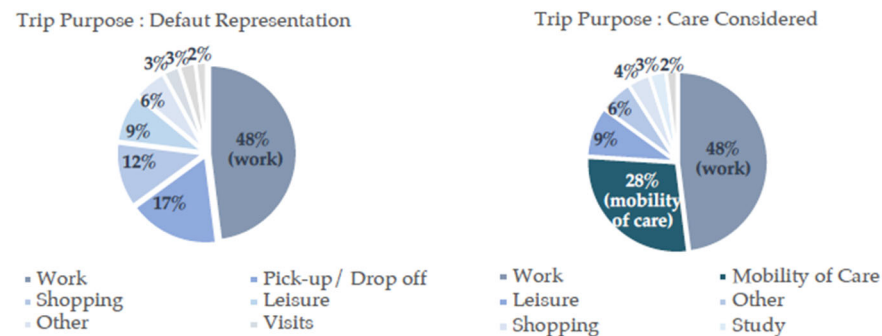 Trip Purpose : Defaut Representation
3%
3%
2%
6%
9%
12%
17%
48%
(work)
Work
Pick-up / Drop off
Shopping
Leisure
Other
Visits
Trip Purpose : Care Considered
4%
3%
2%
6%
9%
28%
(mobility
of care)
48%
(work)
Work
Mobility of Care
Leisure
Other
Shopping
Study